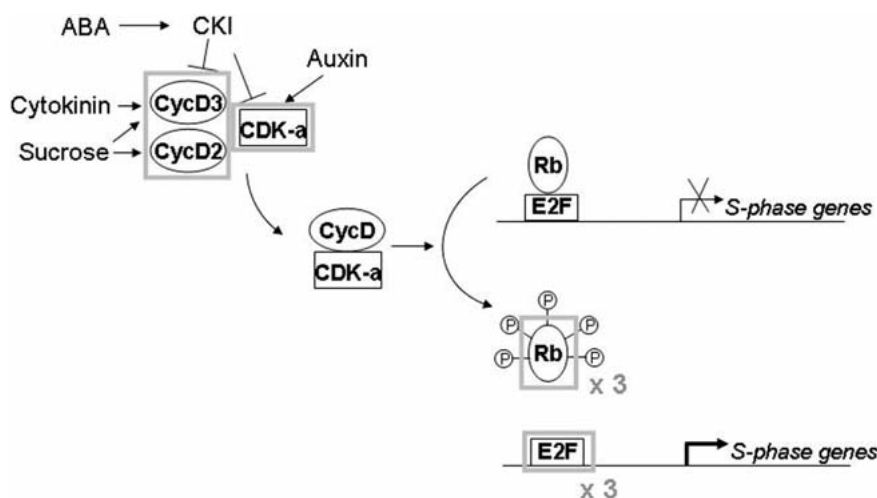 ABA CKI
Auxin
Cytokinin CycD3
CDK-a
Sucrose CycD2
Rb
E2F S-phase genes
CycD
CDK-a
P
P P
Rb
P P
x 3
E2F S-phase genes
x 3